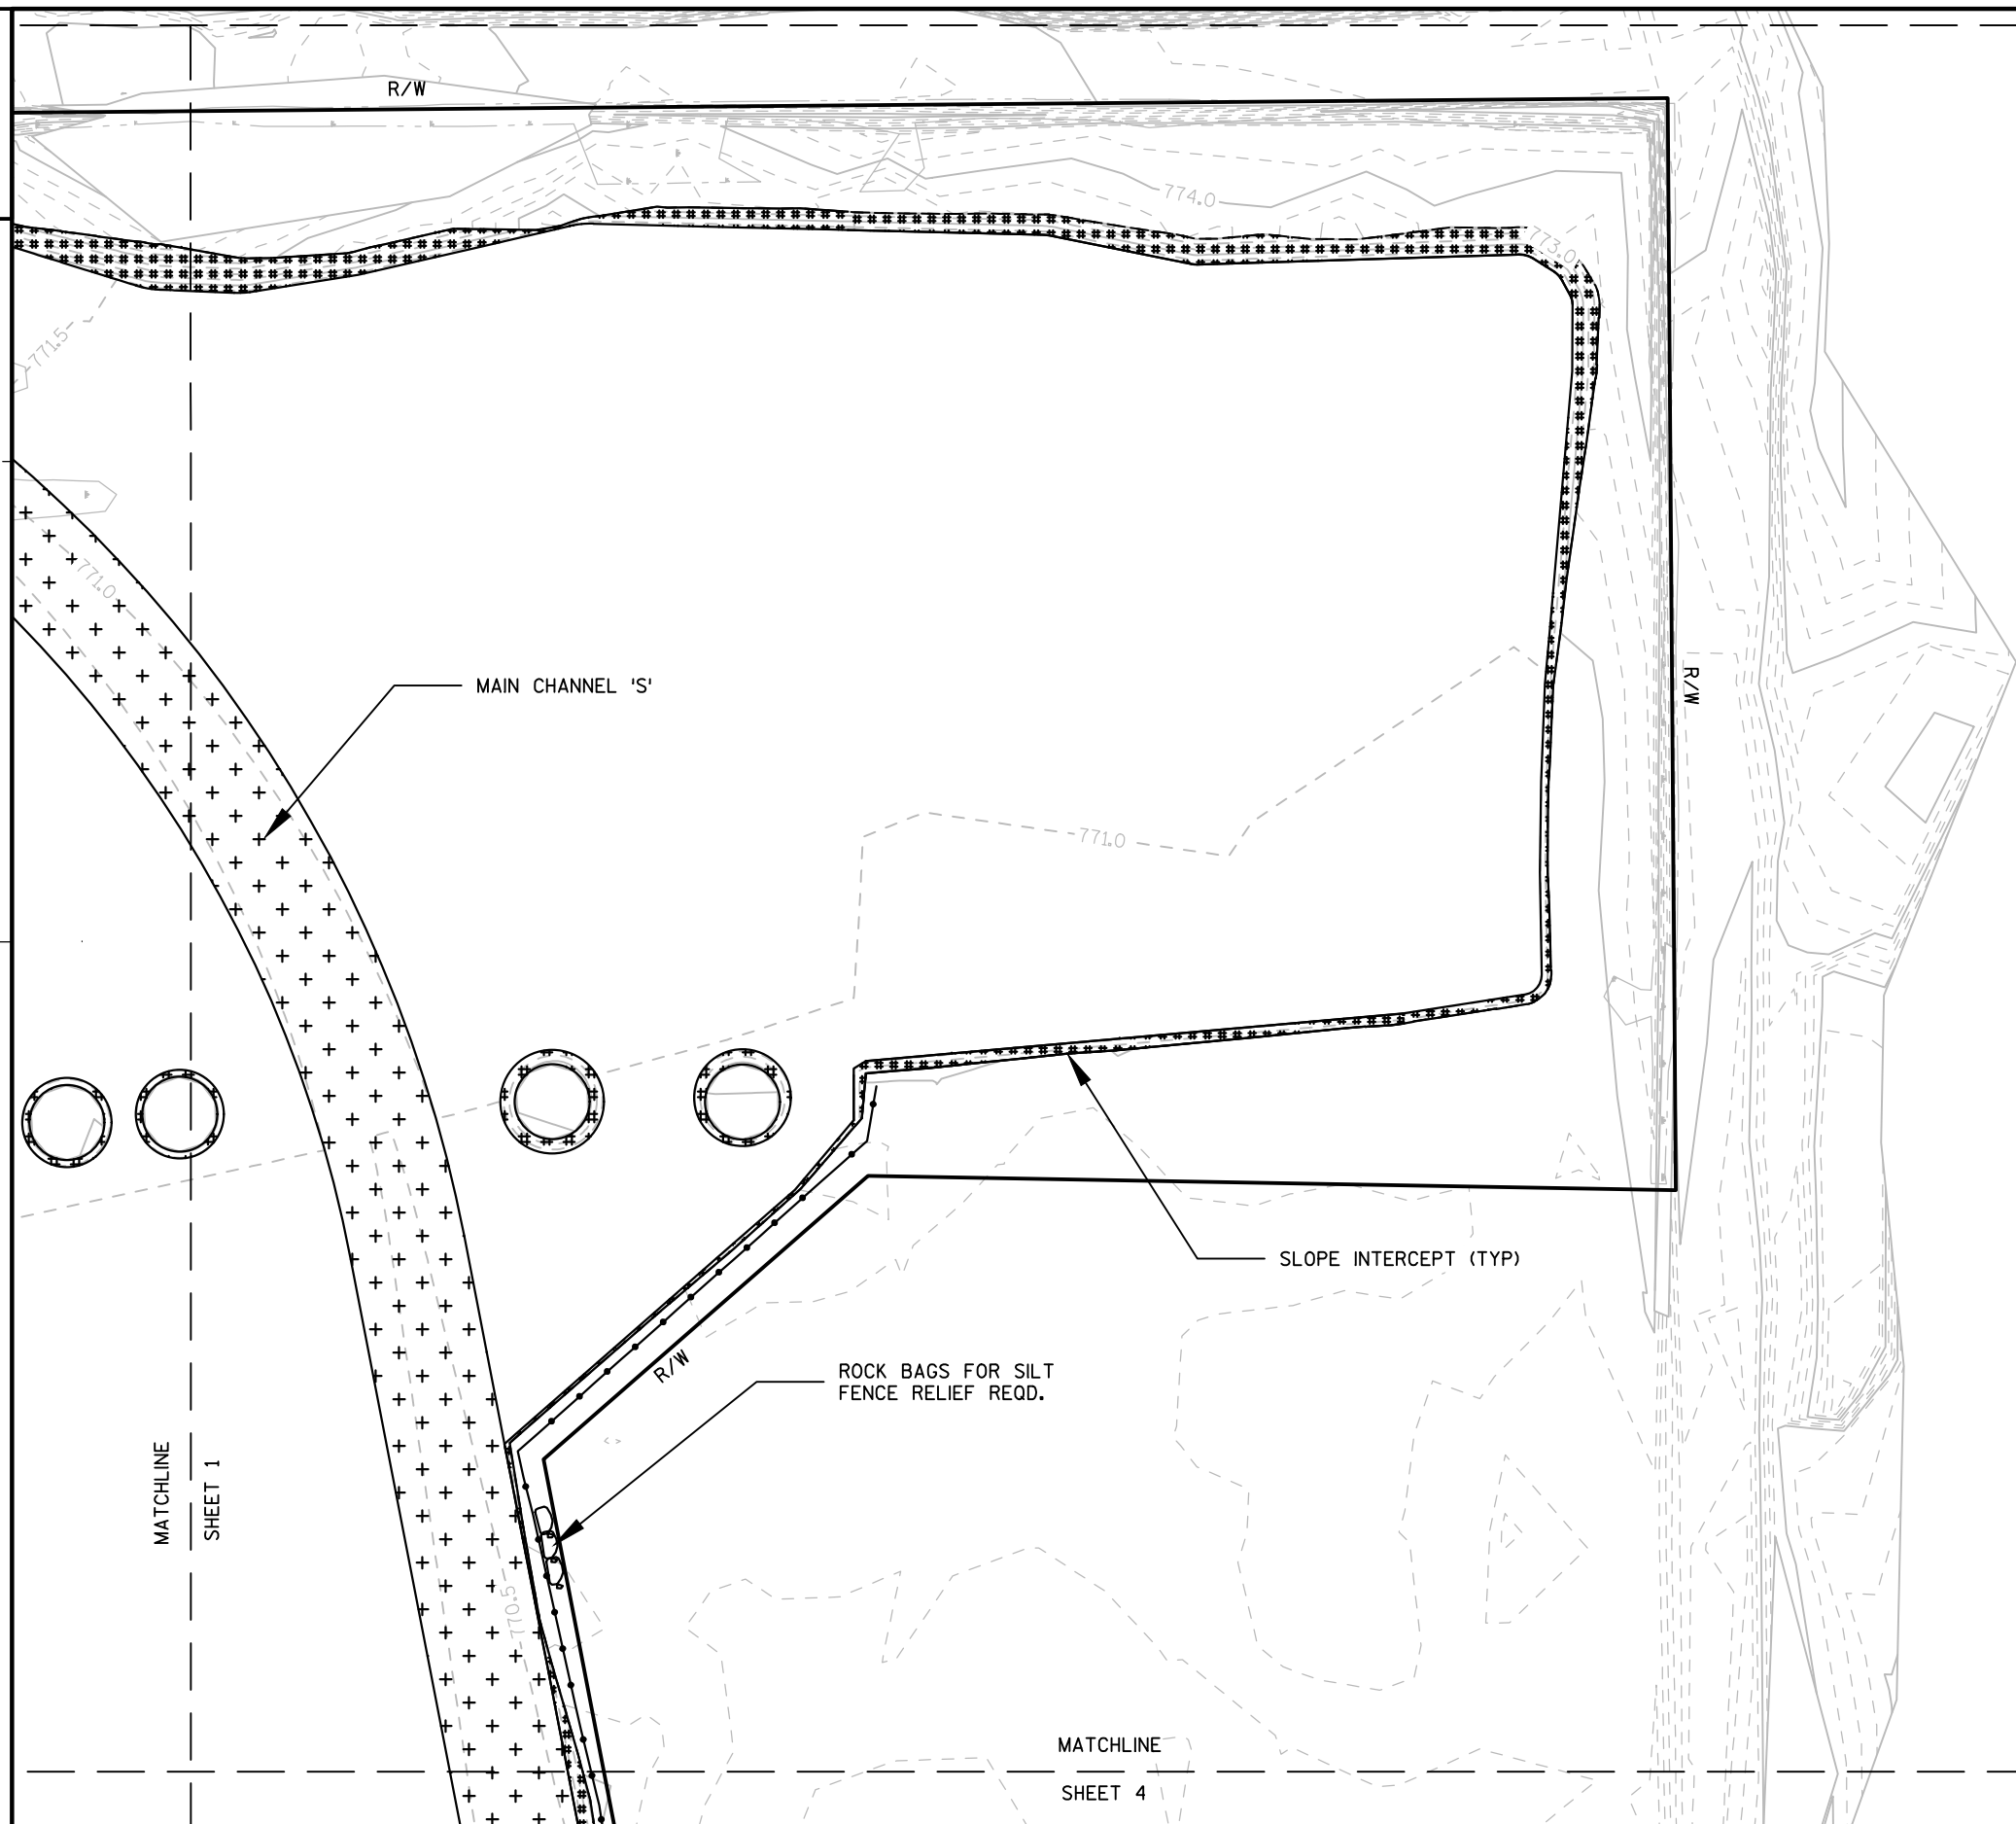 R/W
774.0
773.0
771.5
771.0
MAIN CHANNEL 'S'
R/W
771.0
SLOPE INTERCEPT (TYP)
R/W
ROCK BAGS FOR SILT
FENCE RELIEF REQD.
MATCHLINE
SHEET 1
770.5
MATCHLINE
SHEET 4